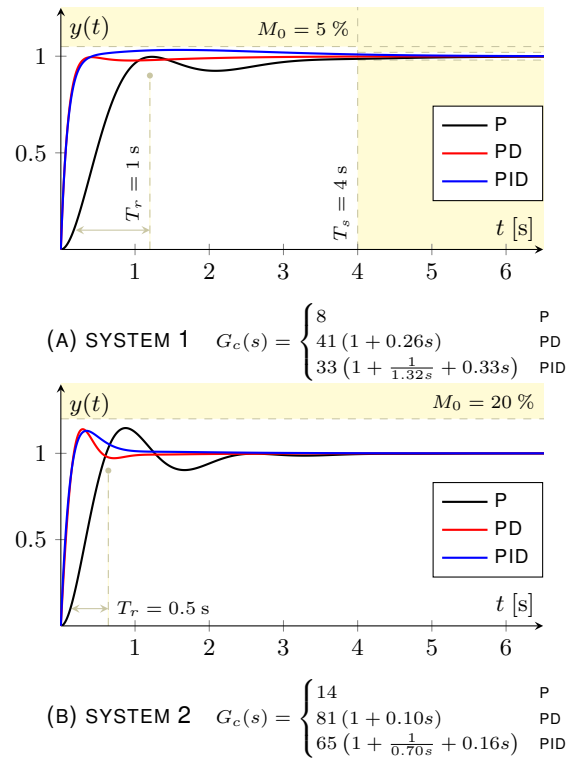 y(t)
M₀ = 5 %
1
0.5
T_r = 1 s
T_s = 4 s
P
PD
PID
t [s]
1 2 3 4 5 6
(A) SYSTEM 1 G_c(s) = { 8 P
41 (1 + 0.26s) PD
33 (1 + 1/1.32s + 0.33s) PID
y(t)
M₀ = 20 %
1
0.5
P
PD
PID
T_r = 0.5 s
t [s]
1 2 3 4 5 6
(B) SYSTEM 2 G_c(s) = { 14 P
81 (1 + 0.10s) PD
65 (1 + 1/0.70s + 0.16s) PID